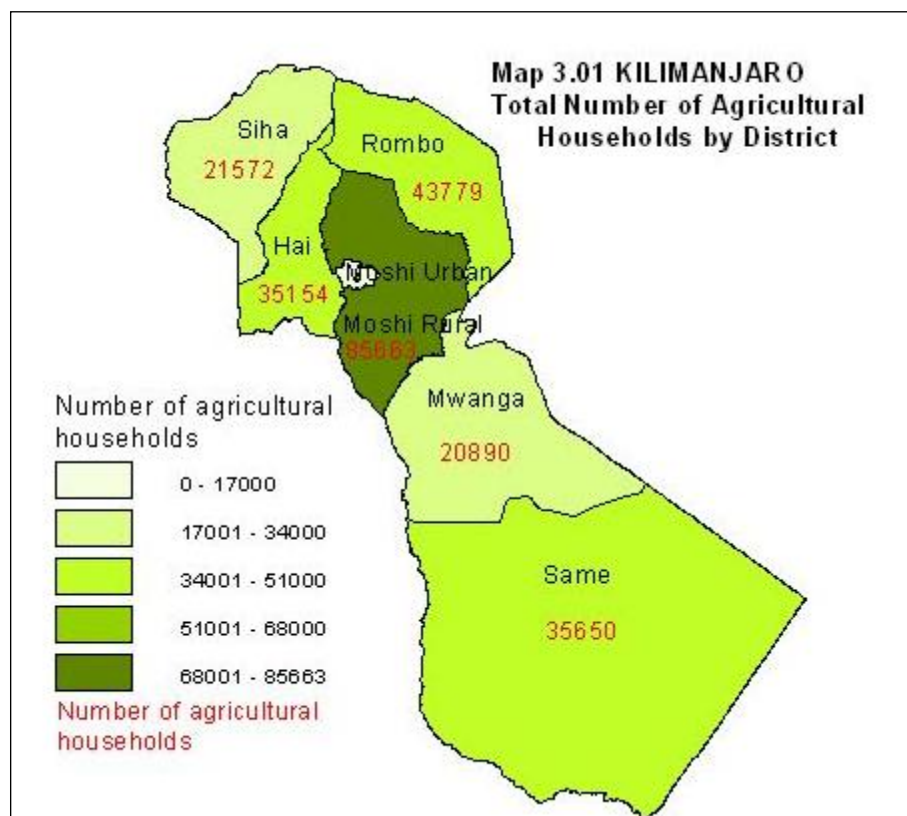 Map 3.01 KILIMANJARO
Total Number of Agricultural
Households by District
Siha
21572
Rombo
43779
Hai
35154
Moshi Urban
Moshi Rural
85663
Mwanga
20890
Same
35650
Number of agricultural
households
0 - 17000
17001 - 34000
34001 - 51000
51001 - 68000
68001 - 85663
Number of agricultural
households